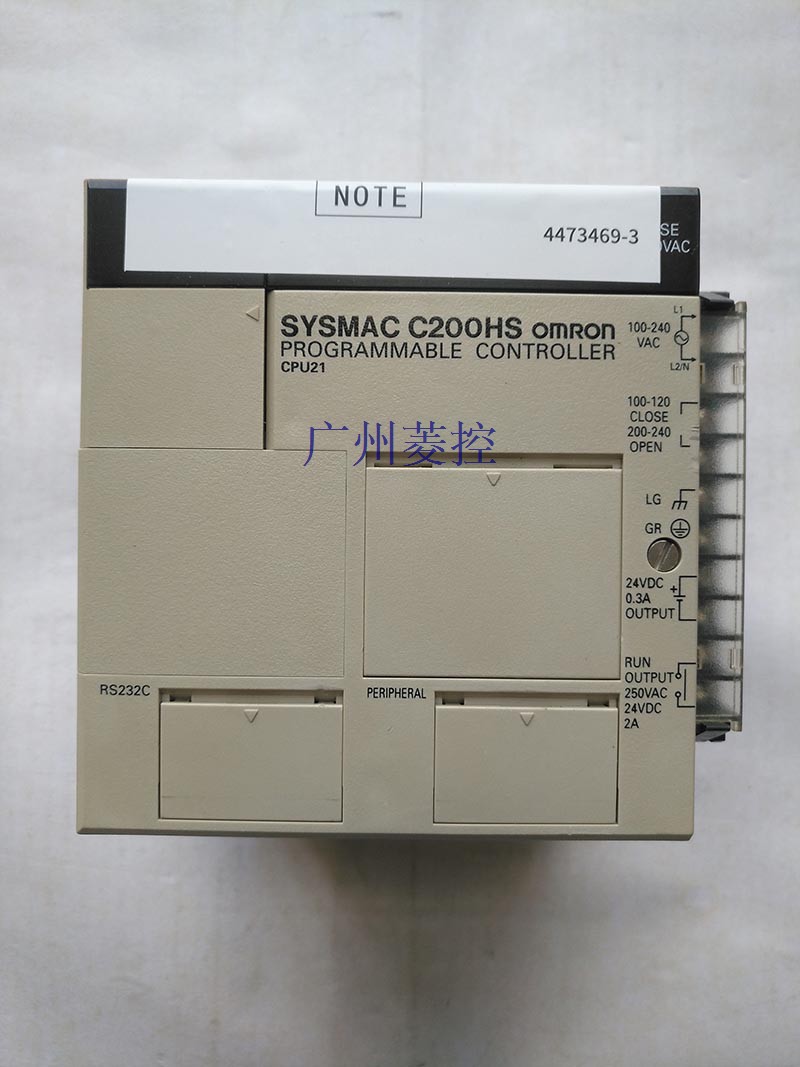 NOTE
4473469-3
SE
VAC
SYSMAC C200HS OMRON
PROGRAMMABLE CONTROLLER
CPU21
L1
100-240
VAC
L2/N
100-120
CLOSE
200-240
OPEN
广州菱控
LG
GR
24VDC
0.3A
OUTPUT
+
RUN
OUTPUT
250VAC
24VDC
2A
RS232C
PERIPHERAL